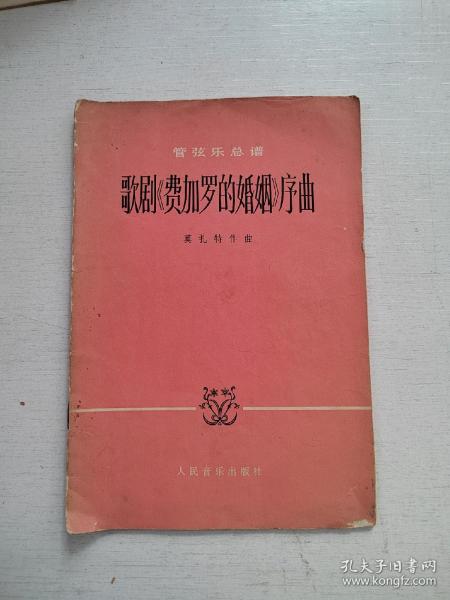 管弦乐总谱
歌剧《费加罗的婚姻》序曲
莫扎特作曲
人民音乐出版社
孔夫子旧书网
www.kongfz.com